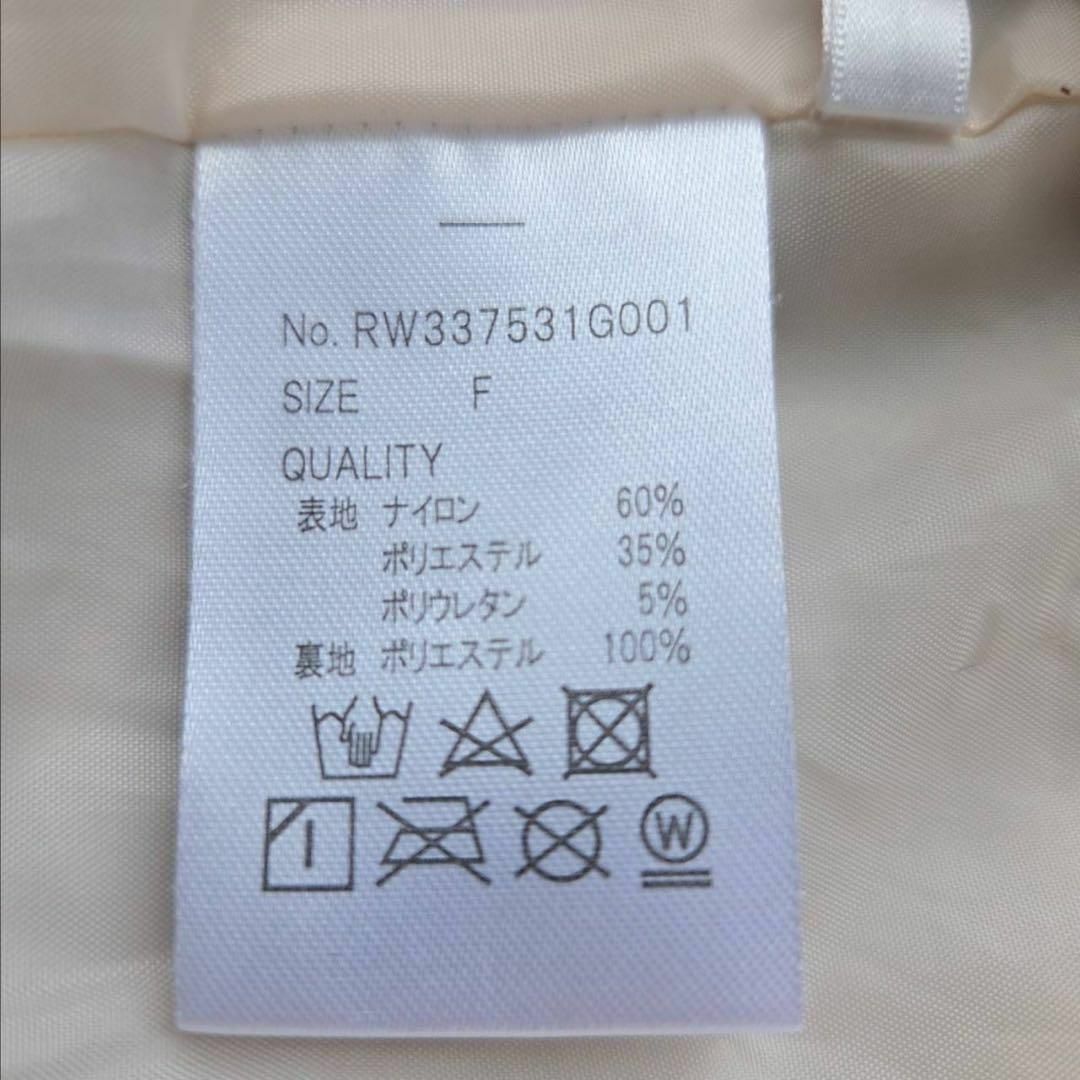 No. RW337531G001
SIZE F
QUALITY
表地 ナイロン 60%
ポリエステル 35%
ポリウレタン 5%
裏地 ポリエステル 100%
W